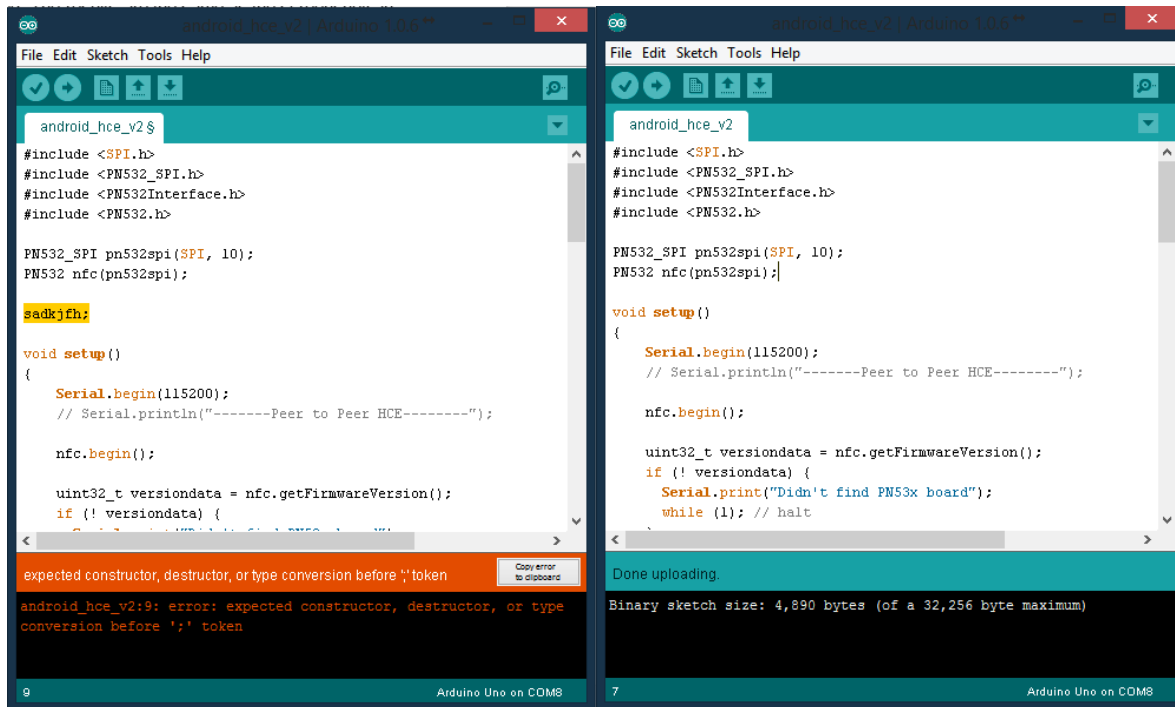 android_hce_v2 | Arduino 1.0.6
File Edit Sketch Tools Help
android_hce_v2 §
#include <SPI.h>
#include <PN532_SPI.h>
#include <PN532Interface.h>
#include <PN532.h>
PN532_SPI pn532spi(SPI, 10);
PN532 nfc(pn532spi);
sadkjfh;
void setup()
{
Serial.begin(115200);
// Serial.println("-------Peer to Peer HCE--------");
nfc.begin();
uint32_t versiondata = nfc.getFirmwareVersion();
if (! versiondata) {
expected constructor, destructor, or type conversion before ';' token
Copy error
to clipboard
android_hce_v2:9: error: expected constructor, destructor, or type
conversion before ';' token
9
Arduino Uno on COM8
android_hce_v2 | Arduino 1.0.6
File Edit Sketch Tools Help
android_hce_v2
#include <SPI.h>
#include <PN532_SPI.h>
#include <PN532Interface.h>
#include <PN532.h>
PN532_SPI pn532spi(SPI, 10);
PN532 nfc(pn532spi);
void setup()
{
Serial.begin(115200);
// Serial.println("-------Peer to Peer HCE--------");
nfc.begin();
uint32_t versiondata = nfc.getFirmwareVersion();
if (! versiondata) {
Serial.print("Didn't find PN53x board");
while (1); // halt
Done uploading.
Binary sketch size: 4,890 bytes (of a 32,256 byte maximum)
7
Arduino Uno on COM8